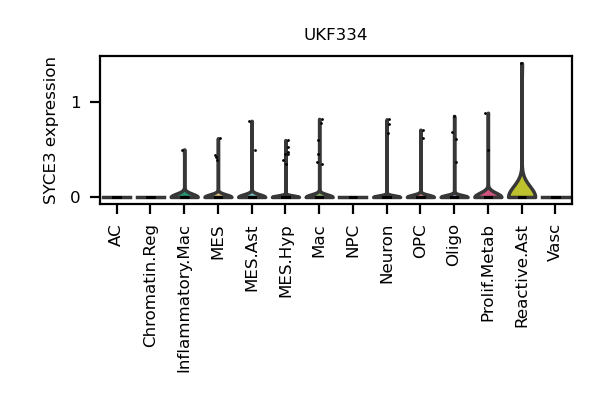 UKF334
SYCE3 expression
1
0
AC
Chromatin.Reg
Inflammatory.Mac
MES
MES.Ast
MES.Hyp
Mac
NPC
Neuron
OPC
Oligo
Prolif.Metab
Reactive.Ast
Vasc